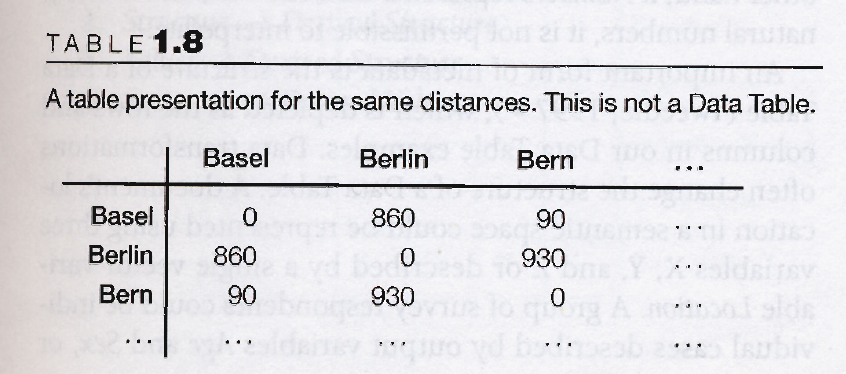 TABLE 1.8
A table presentation for the same distances. This is not a Data Table.
Basel Berlin Bern ...
Basel 0 860 90 ...
Berlin 860 0 930 ...
Bern 90 930 0 ...
... ... ... ... ...